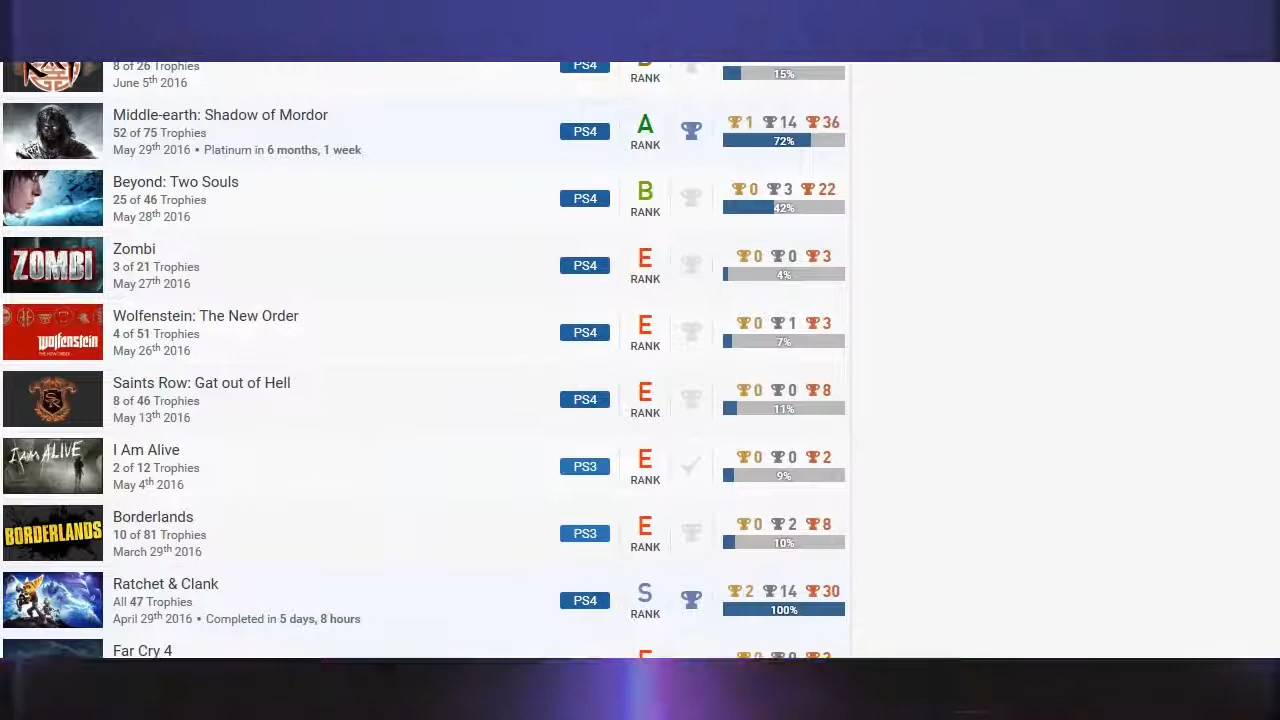 8 of 26 Trophies
June 5th 2016
PS4
RANK
15%
Middle-earth: Shadow of Mordor
52 of 75 Trophies
May 29th 2016 • Platinum in 6 months, 1 week
PS4
A
RANK
1 14 36
72%
Beyond: Two Souls
25 of 46 Trophies
May 28th 2016
PS4
B
RANK
0 3 22
42%
ZOMBI
Zombi
3 of 21 Trophies
May 27th 2016
PS4
E
RANK
0 0 3
4%
Wolfenstein
THE NEW ORDER
Wolfenstein: The New Order
4 of 51 Trophies
May 26th 2016
PS4
E
RANK
0 1 3
7%
SR
Saints Row: Gat out of Hell
8 of 46 Trophies
May 13th 2016
PS4
E
RANK
0 0 8
11%
I AM ALIVE
I Am Alive
2 of 12 Trophies
May 4th 2016
PS3
E
RANK
0 0 2
9%
BORDERLANDS
Borderlands
10 of 81 Trophies
March 29th 2016
PS3
E
RANK
0 2 8
10%
Ratchet & Clank
All 47 Trophies
April 29th 2016 • Completed in 5 days, 8 hours
PS4
S
RANK
2 14 30
100%
Far Cry 4